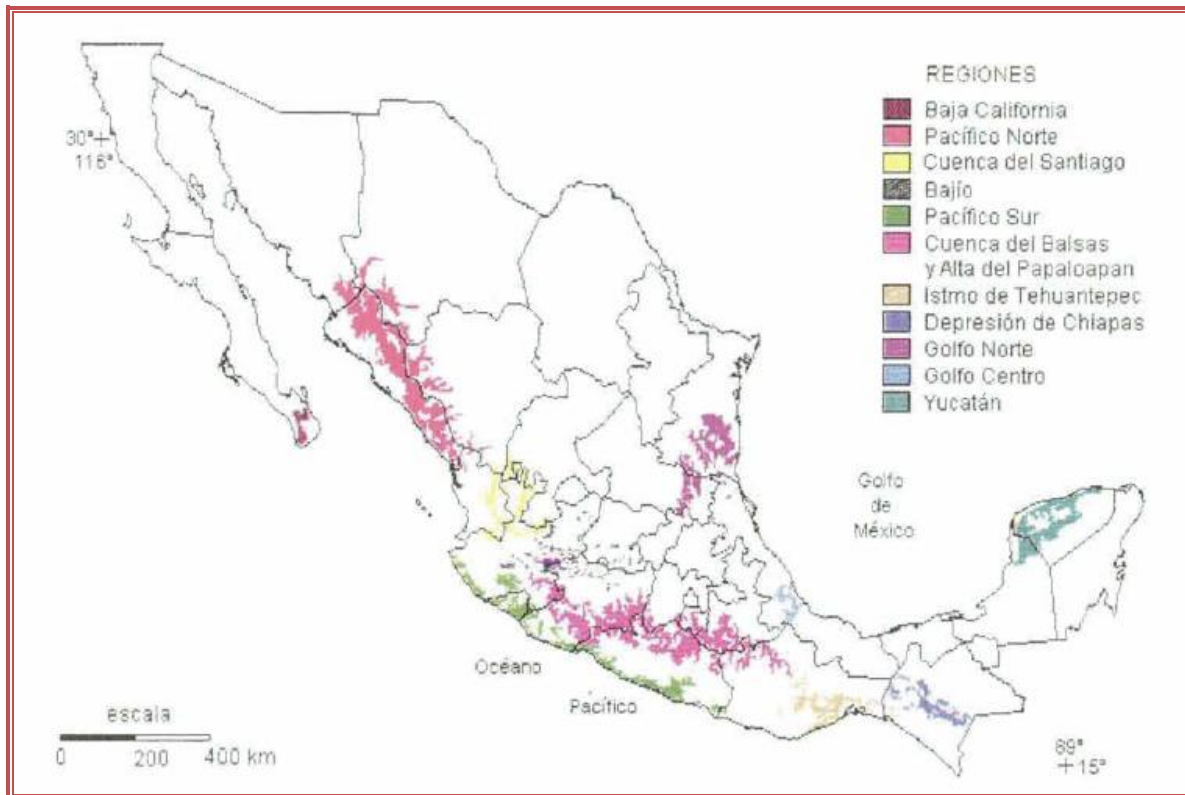 REGIONES
Baja California
Pacífico Norte
Cuenca del Santiago
Bajío
Pacífico Sur
Cuenca del Balsas
y Alta del Papaloapan
Istmo de Tehuantepec
Depresión de Chiapas
Golfo Norte
Golfo Centro
Yucatán
30°+
116°
Golfo
de
México
Océano
Pacífico
escala
0 200 400 km
89°
+15°